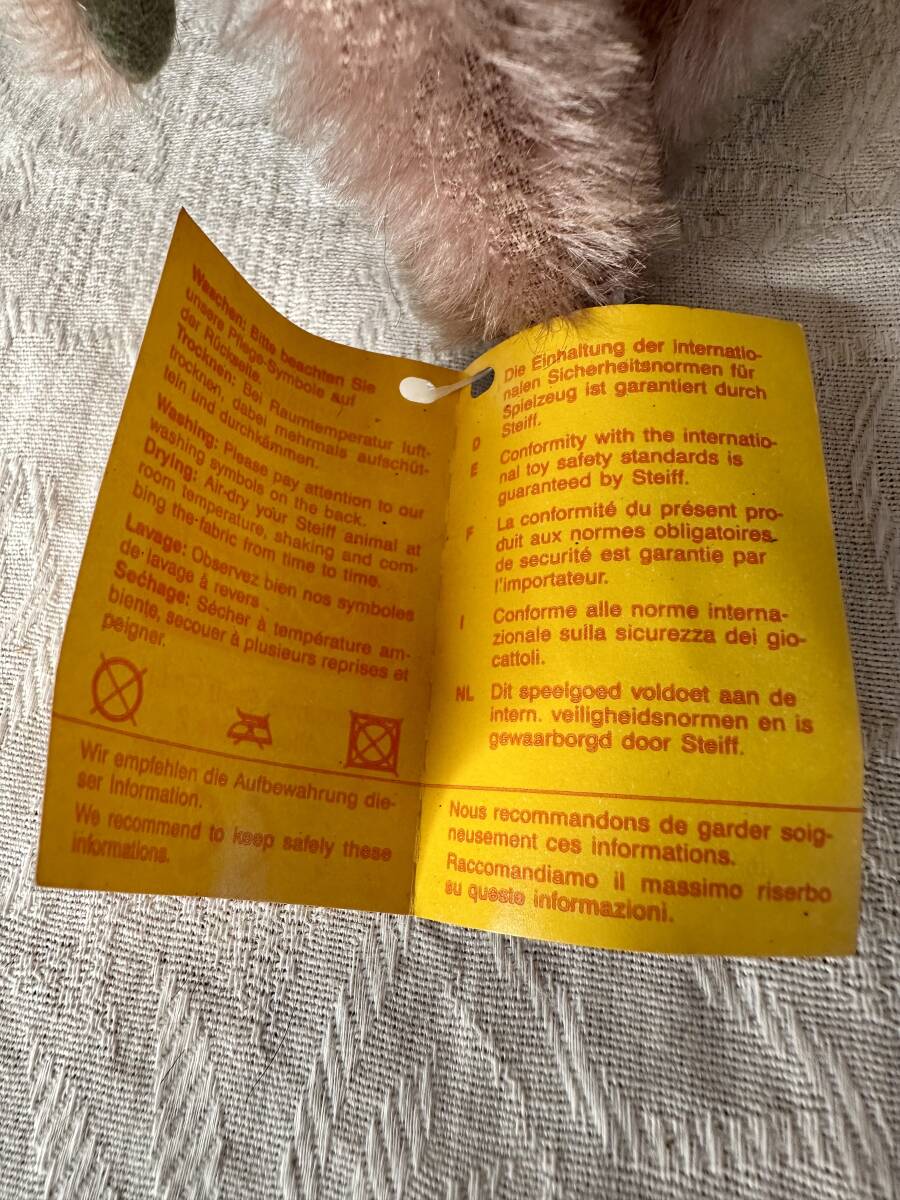 Waschen: Bitte beachten Sie
unsere Pflege-Symbole auf
der Rückseite.
Trocknen: Bei Raumtemperatur luft-
trocknen, dabei mehrmals aufschüt-
teln und durchkämmen.
Washing: Please pay attention to our
washing symbols on the back.
Drying: Air-dry your Steiff animal at
room temperature, shaking and com-
bing the fabric from time to time.
Lavage: Observez bien nos symboles
de lavage à revers.
Sechage: Sécher à température am-
biente, secouer à plusieurs reprises et
peigner.
Wir empfehlen die Aufbewahrung die-
ser Information.
We recommend to keep safely these
informations.
Die Einhaltung der internatio-
nalen Sicherheitsnormen für
Spielzeug ist garantiert durch
D Steiff.
E Conformity with the internatio-
nal toy safety standards is
guaranteed by Steiff.
F La conformité du présent pro-
duit aux normes obligatoires
de securité est garantie par
l'importateur.
I Conforme alle norme interna-
zionale sulla sicurezza dei gio-
cattoli.
NL Dit speelgoed voldoet aan de
intern. veiligheidsnormen en is
gewaarborgd door Steiff.
Nous recommandons de garder soig-
neusement ces informations.
Raccomandiamo il massimo riserbo
su queste informazioni.